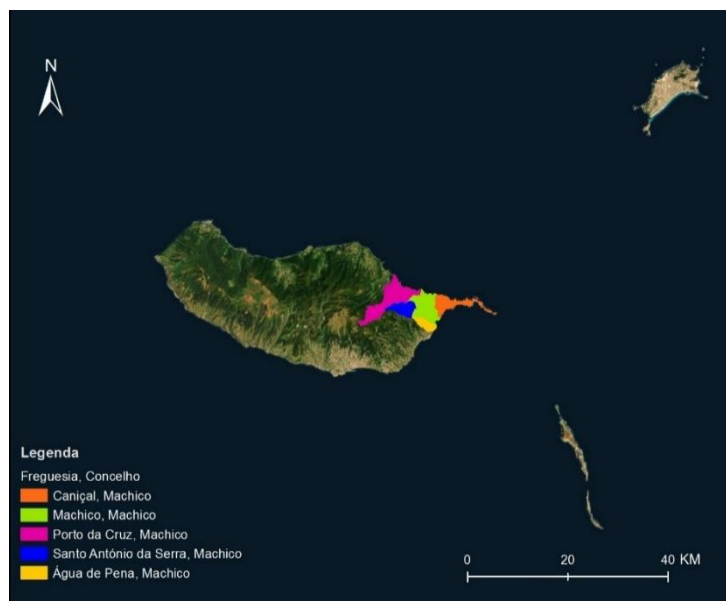 N
Legenda
Freguesia, Concelho
Caniçal, Machico
Machico, Machico
Porto da Cruz, Machico
Santo António da Serra, Machico
Água de Pena, Machico
0 20 40 KM